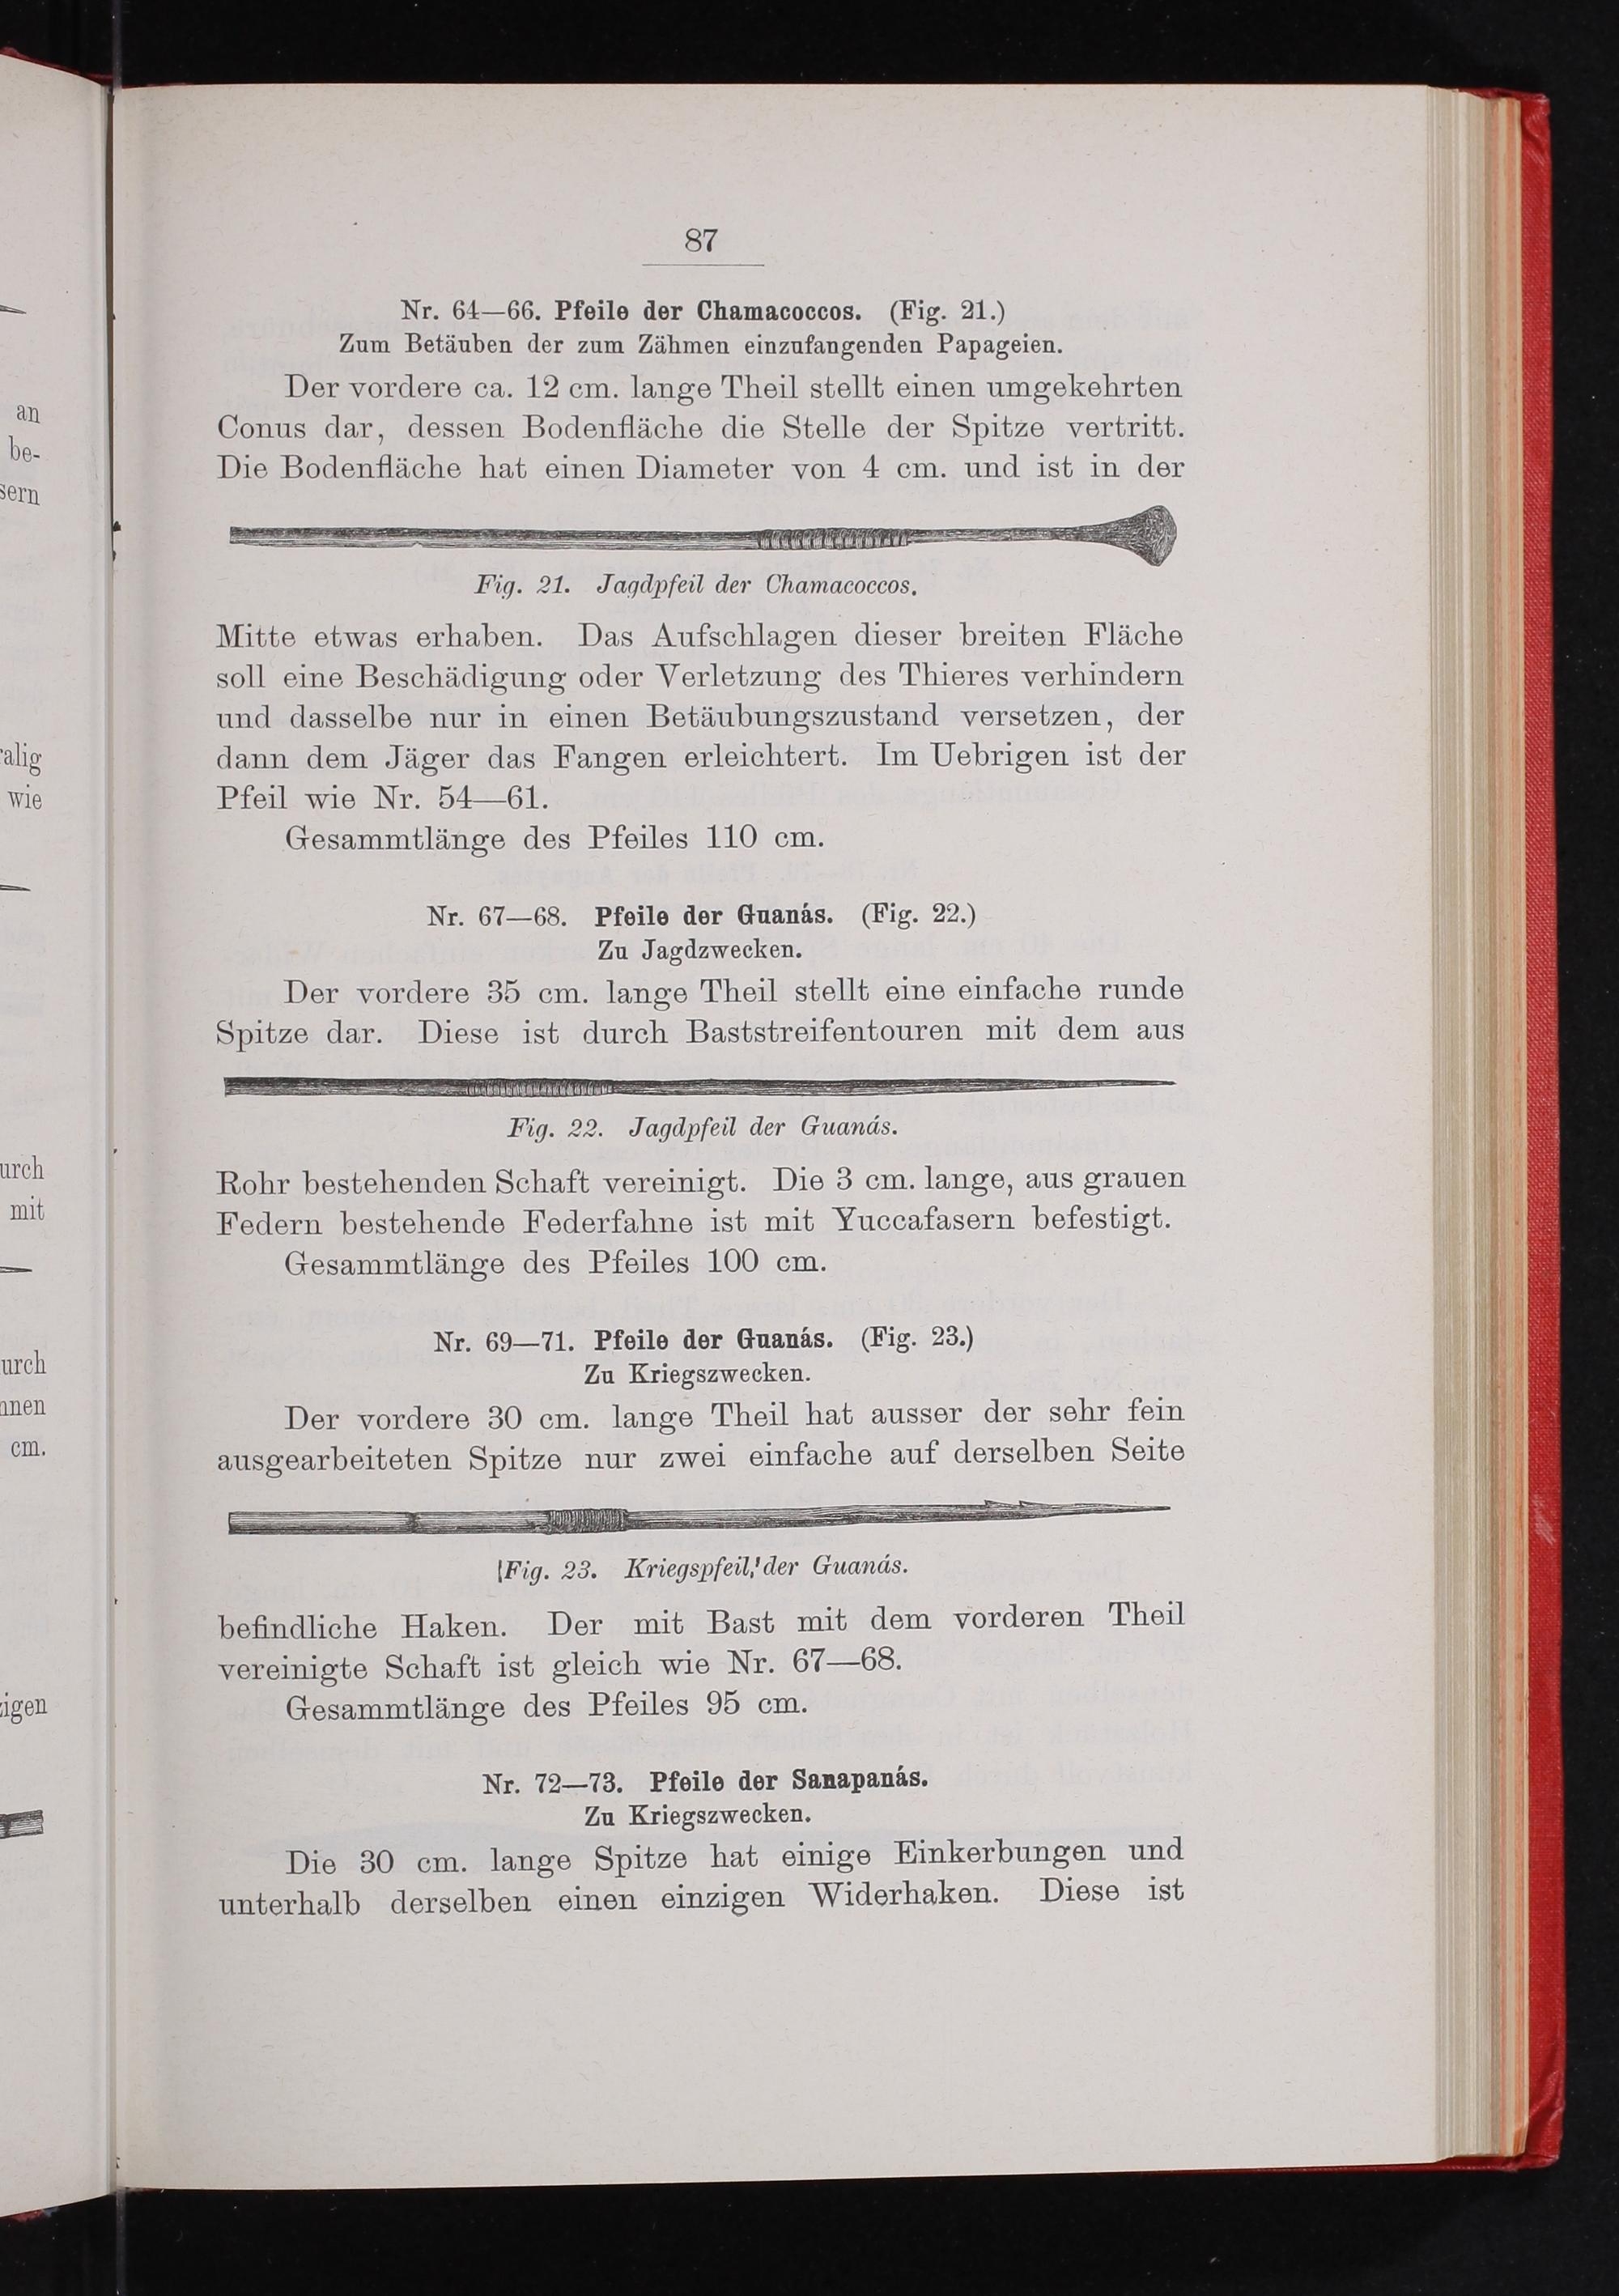 87
Nr. 64—66. Pfeile der Chamacoccos. (Fig. 21.)
Zum Betäuben der zum Zähmen einzufangenden Papageien.
Der vordere ca. 12 cm. lange Theil stellt einen umgekehrten
Conus dar, dessen Bodenfläche die Stelle der Spitze vertritt.
Die Bodenfläche hat einen Diameter von 4 cm. und ist in der
Fig. 21. Jagdpfeil der Chamacoccos.
Mitte etwas erhaben. Das Aufschlagen dieser breiten Fläche
soll eine Beschädigung oder Verletzung des Thieres verhindern
und dasselbe nur in einen Betäubungszustand versetzen, der
dann dem Jäger das Fangen erleichtert. Im Uebrigen ist der
Pfeil wie Nr. 54—61.
Gesammtlänge des Pfeiles 110 cm.
Nr. 67—68. Pfeile der Guanás. (Fig. 22.)
Zu Jagdzwecken.
Der vordere 35 cm. lange Theil stellt eine einfache runde
Spitze dar. Diese ist durch Baststreifentouren mit dem aus
Fig. 22. Jagdpfeil der Guanás.
Rohr bestehenden Schaft vereinigt. Die 3 cm. lange, aus grauen
Federn bestehende Federfahne ist mit Yuccafasern befestigt.
Gesammtlänge des Pfeiles 100 cm.
Nr. 69—71. Pfeile der Guanás. (Fig. 23.)
Zu Kriegszwecken.
Der vordere 30 cm. lange Theil hat ausser der sehr fein
ausgearbeiteten Spitze nur zwei einfache auf derselben Seite
Fig. 23. Kriegspfeil der Guanás.
befindliche Haken. Der mit Bast mit dem vorderen Theil
vereinigte Schaft ist gleich wie Nr. 67—68.
Gesammtlänge des Pfeiles 95 cm.
Nr. 72—73. Pfeile der Sanapanás.
Zu Kriegszwecken.
Die 30 cm. lange Spitze hat einige Einkerbungen und
unterhalb derselben einen einzigen Widerhaken. Diese ist